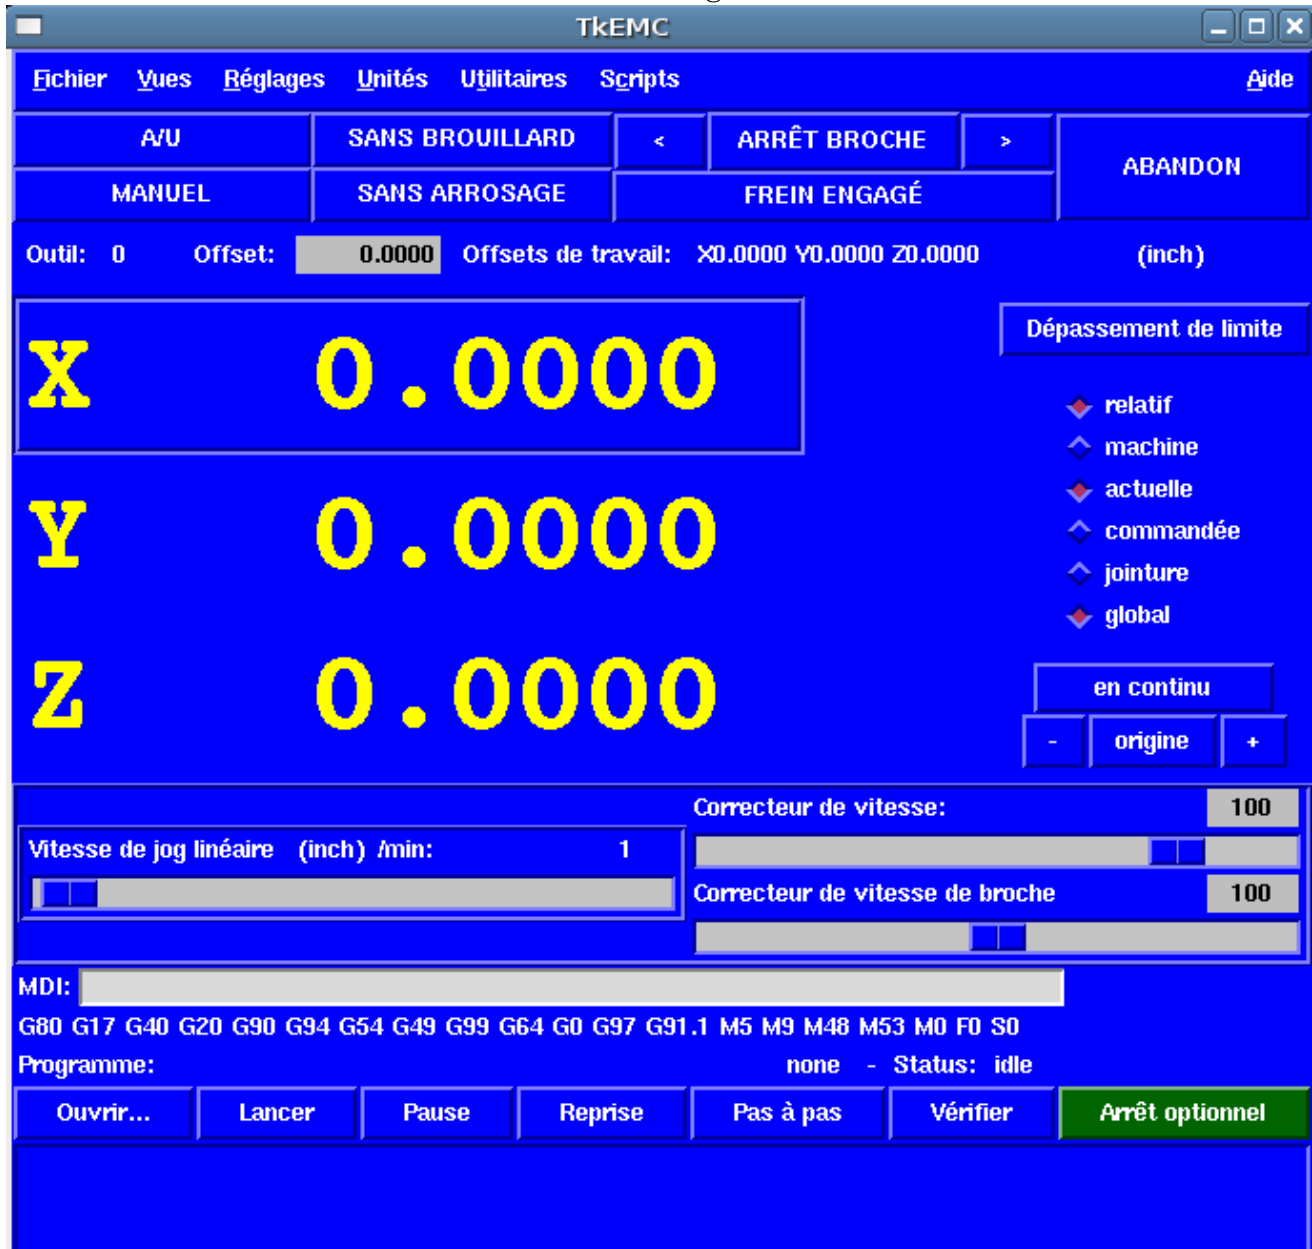 TkEMC
Fichier Vues Réglages Unités Utilitaires Scripts Aide
A/U SANS BROUILLARD < ARRÊT BROCHE > ABANDON
MANUEL SANS ARROSAGE FREIN ENGAGÉ
Outil: 0 Offset: 0.0000 Offsets de travail: X0.0000 Y0.0000 Z0.0000 (inch)
Dépassement de limite
X 0.0000
relatif
machine
actuelle
Y 0.0000
commandée
jointure
global
Z 0.0000
en continu
- origine +
Correcteur de vitesse: 100
Vitesse de jog linéaire (inch) /min: 1
Correcteur de vitesse de broche 100
MDI:
G80 G17 G40 G20 G90 G94 G54 G49 G99 G64 G0 G97 G91.1 M5 M9 M48 M53 M0 F0 S0
Programme: none - Status: idle
Ouvrir... Lancer Pause Reprise Pas à pas Vérifier Arrêt optionnel